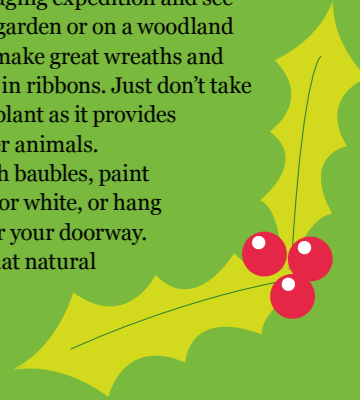 ging expedition and see
garden or on a woodland
make great wreaths and
in ribbons. Just don't take
plant as it provides
er animals.
h baubles, paint
or white, or hang
r your doorway.
at natural